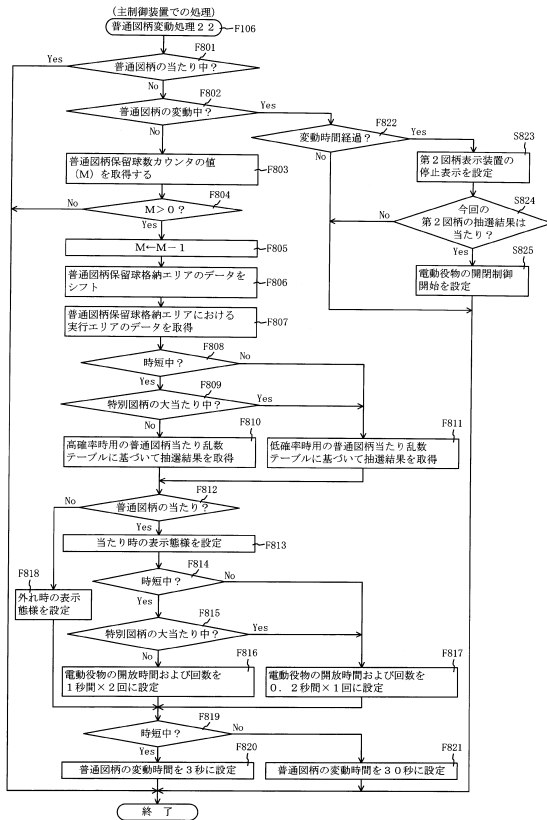 (主制御装置での処理)
普通図柄変動処理22
F106
F801
普通図柄の当たり中?
Yes
No
F802
普通図柄の変動中?
Yes
No
F822
変動時間経過?
Yes
No
S823
第2図柄表示装置の
停止表示を設定
S824
今回の
第2図柄の抽選結果は
当たり?
No
Yes
S825
電動役物の開閉制御
開始を設定
普通図柄保留球数カウンタの値
(M)を取得する
F803
F804
M>0?
No
Yes
M←M-1
F805
普通図柄保留球格納エリアのデータを
シフト
F806
普通図柄保留球格納エリアにおける
実行エリアのデータを取得
F807
F808
時短中?
No
Yes
F809
特別図柄の大当たり中?
Yes
No
F810
高確率時用の普通図柄当たり乱数
テーブルに基づいて抽選結果を取得
F811
低確率時用の普通図柄当たり乱数
テーブルに基づいて抽選結果を取得
F812
普通図柄の当たり?
No
Yes
当たり時の表示態様を設定
F813
F818
外れ時の表示
態様を設定
F814
時短中?
No
Yes
F815
特別図柄の大当たり中?
Yes
No
F816
電動役物の開放時間および回数を
1秒間×2回に設定
F817
電動役物の開放時間および回数を
0.2秒間×1回に設定
F819
時短中?
No
Yes
F820
普通図柄の変動時間を3秒に設定
F821
普通図柄の変動時間を30秒に設定
終了